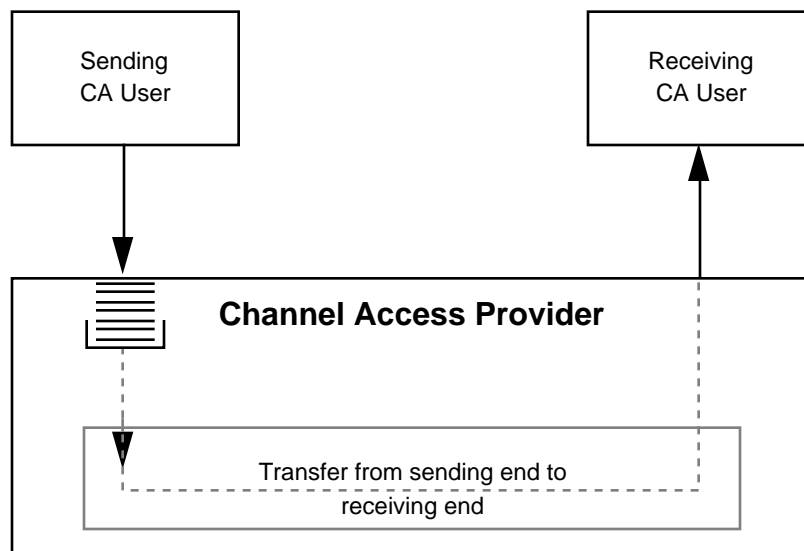 Sending
CA User
Receiving
CA User
Channel Access Provider
Transfer from sending end to
receiving end